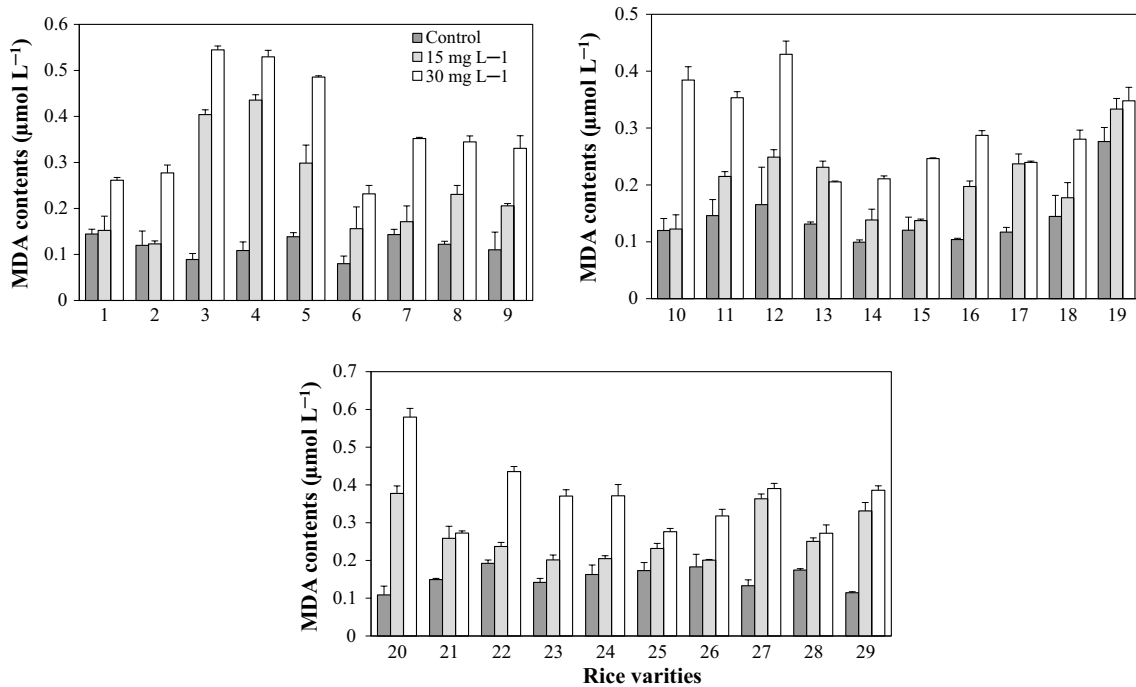 MDA contents (μmol L−1)
0.6
0.5
0.4
0.3
0.2
0.1
0
Control
15 mg L−1
30 mg L−1
1 2 3 4 5 6 7 8 9
MDA contents (μmol L−1)
0.5
0.4
0.3
0.2
0.1
0
10 11 12 13 14 15 16 17 18 19
MDA contents (μmol L−1)
0.7
0.6
0.5
0.4
0.3
0.2
0.1
0
20 21 22 23 24 25 26 27 28 29
Rice varities